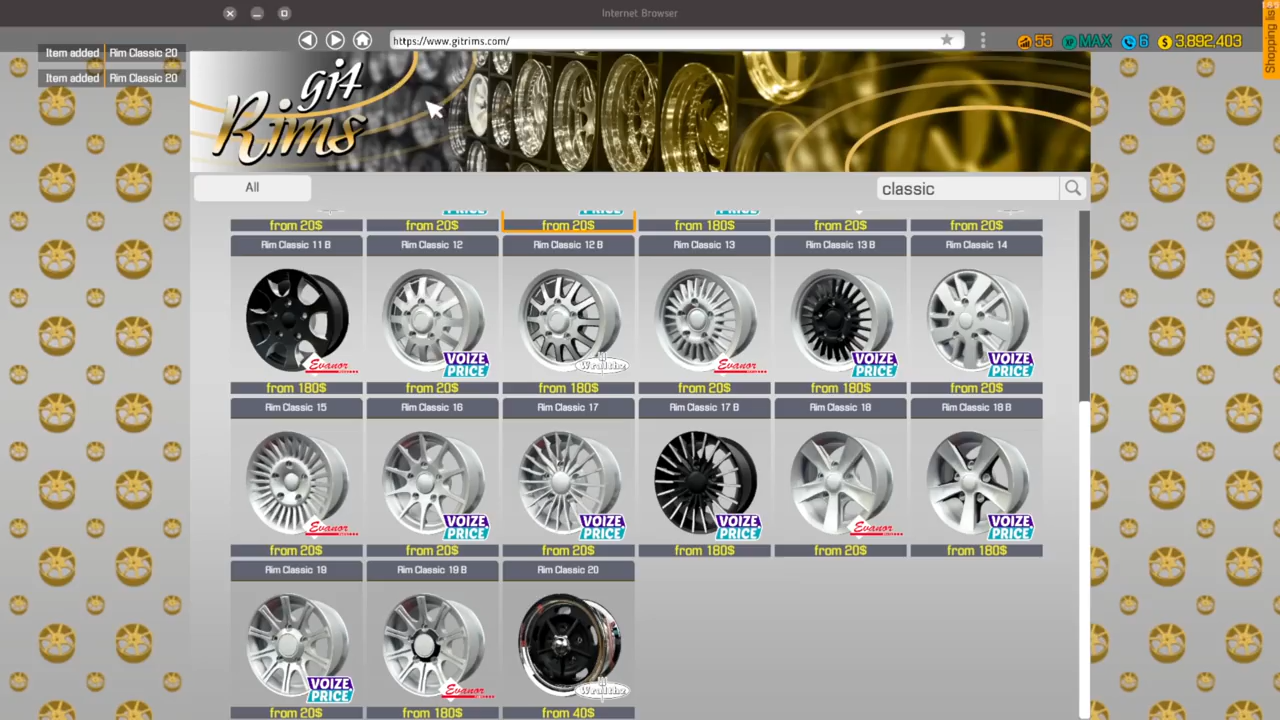 Internet Browser
https://www.gitrims.com/
55
XP MAX
6
$ 3,892,403
Shopping list
Item added Rim Classic 20
Item added Rim Classic 20
git
Rims
All
classic
from 20$ from 20$ from 20$ from 180$ from 20$ from 20$
Rim Classic 11 B Rim Classic 12 Rim Classic 12 B Rim Classic 13 Rim Classic 13 B Rim Classic 14
Evanor VOIZE PRICE Wraithe Evanor VOIZE PRICE VOIZE PRICE
from 180$ from 20$ from 180$ from 20$ from 180$ from 20$
Rim Classic 15 Rim Classic 16 Rim Classic 17 Rim Classic 17 B Rim Classic 18 Rim Classic 18 B
Evanor VOIZE PRICE VOIZE PRICE VOIZE PRICE Evanor VOIZE PRICE
from 20$ from 20$ from 20$ from 180$ from 20$ from 180$
Rim Classic 19 Rim Classic 19 B Rim Classic 20
VOIZE PRICE Evanor Wraithe
from 20$ from 180$ from 40$